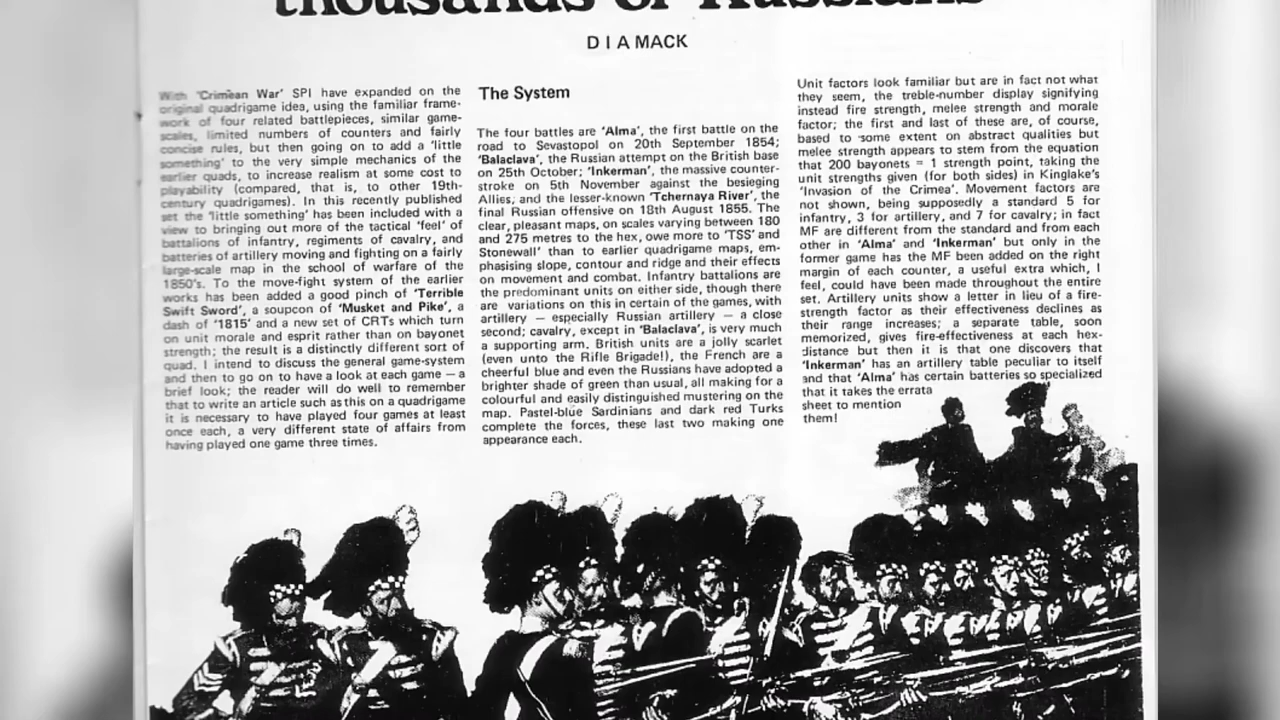 thousands of Russians
D I A MACK
With 'Crimean War' SPI have expanded on the
original quadrigame idea, using the familiar frame-
work of four related battlepieces, similar game-
scales, limited numbers of counters and fairly
concise rules, but then going on to add a 'little
something' to the very simple mechanics of the
earlier quads, to increase realism at some cost to
playability (compared, that is, to other 19th-
century quadrigames). In this recently published
set the 'little something' has been included with a
view to bringing out more of the tactical 'feel' of
battalions of infantry, regiments of cavalry, and
batteries of artillery moving and fighting on a fairly
large-scale map in the school of warfare of the
1850's. To the move-fight system of the earlier
works has been added a good pinch of 'Terrible
Swift Sword', a soupcon of 'Musket and Pike', a
dash of '1815' and a new set of CRTs which turn
on unit morale and esprit rather than on bayonet
strength; the result is a distinctly different sort of
quad. I intend to discuss the general game-system
and then to go on to have a look at each game — a
brief look; the reader will do well to remember
that to write an article such as this on a quadrigame
it is necessary to have played four games at least
once each, a very different state of affairs from
having played one game three times.
The System
The four battles are 'Alma', the first battle on the
road to Sevastopol on 20th September 1854;
'Balaclava', the Russian attempt on the British base
on 25th October; 'Inkerman', the massive counter-
stroke on 5th November against the besieging
Allies, and the lesser-known 'Tchernaya River', the
final Russian offensive on 18th August 1855. The
clear, pleasant maps, on scales varying between 180
and 275 metres to the hex, owe more to 'TSS' and
Stonewall' than to earlier quadrigame maps, em-
phasising slope, contour and ridge and their effects
on movement and combat. Infantry battalions are
the predominant units on either side, though there
are variations on this in certain of the games, with
artillery — especially Russian artillery — a close
second; cavalry, except in 'Balaclava', is very much
a supporting arm. British units are a jolly scarlet
(even unto the Rifle Brigade!), the French are a
cheerful blue and even the Russians have adopted a
brighter shade of green than usual, all making for a
colourful and easily distinguished mustering on the
map. Pastel-blue Sardinians and dark red Turks
complete the forces, these last two making one
appearance each.
Unit factors look familiar but are in fact not what
they seem, the treble-number display signifying
instead fire strength, melee strength and morale
factor; the first and last of these are, of course,
based to some extent on abstract qualities but
melee strength appears to stem from the equation
that 200 bayonets = 1 strength point, taking the
unit strengths given (for both sides) in Kinglake's
'Invasion of the Crimea'. Movement factors are
not shown, being supposedly a standard 5 for
infantry, 3 for artillery, and 7 for cavalry; in fact
MF are different from the standard and from each
other in 'Alma' and 'Inkerman' but only in the
former game has the MF been added on the right
margin of each counter, a useful extra which, I
feel, could have been made throughout the entire
set. Artillery units show a letter in lieu of a fire-
strength factor as their effectiveness declines as
their range increases; a separate table, soon
memorized, gives fire-effectiveness at each hex-
distance but then it is that one discovers that
'Inkerman' has an artillery table peculiar to itself
and that 'Alma' has certain batteries so specialized
that it takes the errata
sheet to mention
them!